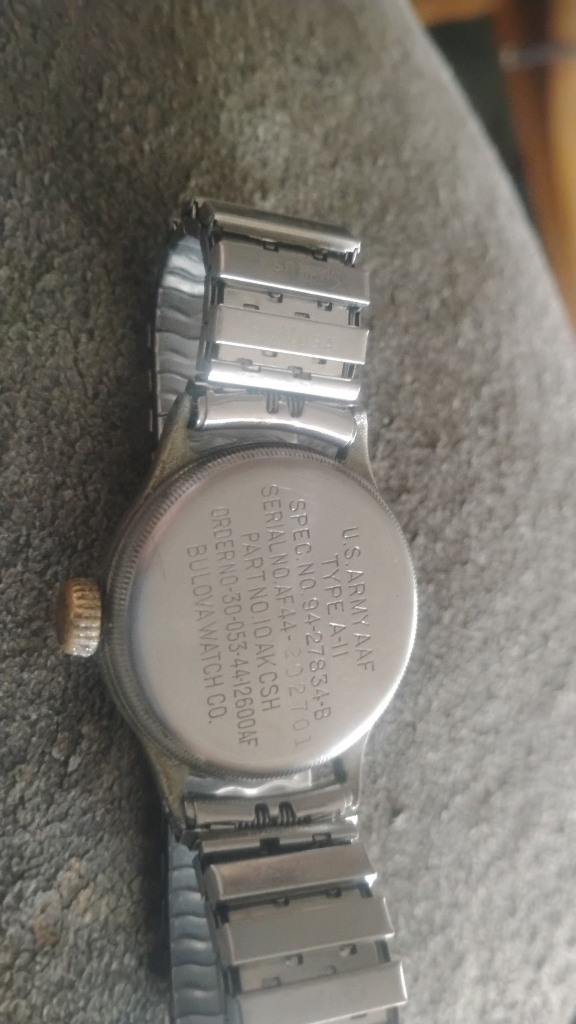 U.S. ARMY AAF
TYPE A-11
SPEC. NO. 94-27834-B
SERIAL NO. AF44-202701
PART NO. 10 AK CSH
ORDER NO-30-053-44-12600AF
BULOVA WATCH CO.